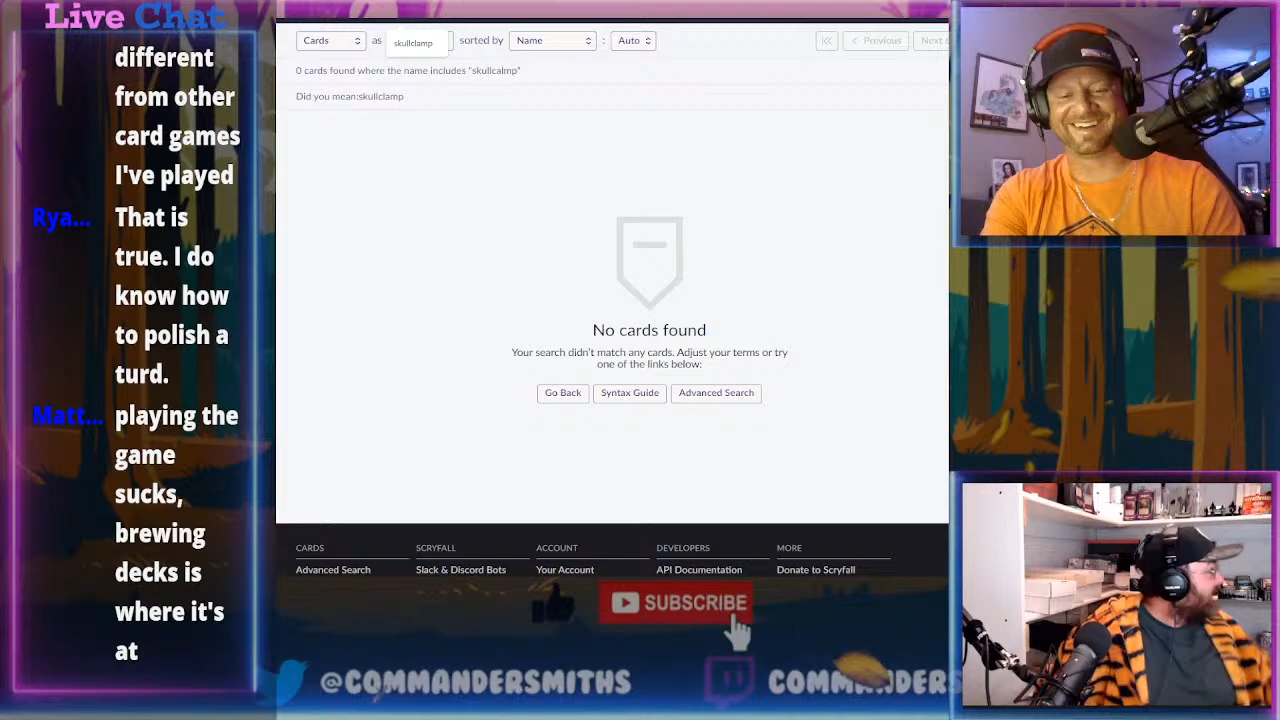 Live Chat
different
from other
card games
I've played
Rya... That is
true. I do
know how
to polish a
turd.
Matt... playing the
game
sucks,
brewing
decks is
where it's
at
Cards as skullclamp sorted by Name : Auto Previous Next 6
0 cards found where the name includes “skullcalmp”
Did you mean:skullclamp
No cards found
Your search didn’t match any cards. Adjust your terms or try
one of the links below:
Go Back Syntax Guide Advanced Search
CARDS SCRYFALL ACCOUNT DEVELOPERS MORE
Advanced Search Slack & Discord Bots Your Account API Documentation Donate to Scryfall
SUBSCRIBE
@COMMANDERSMITHS COMMANDERS